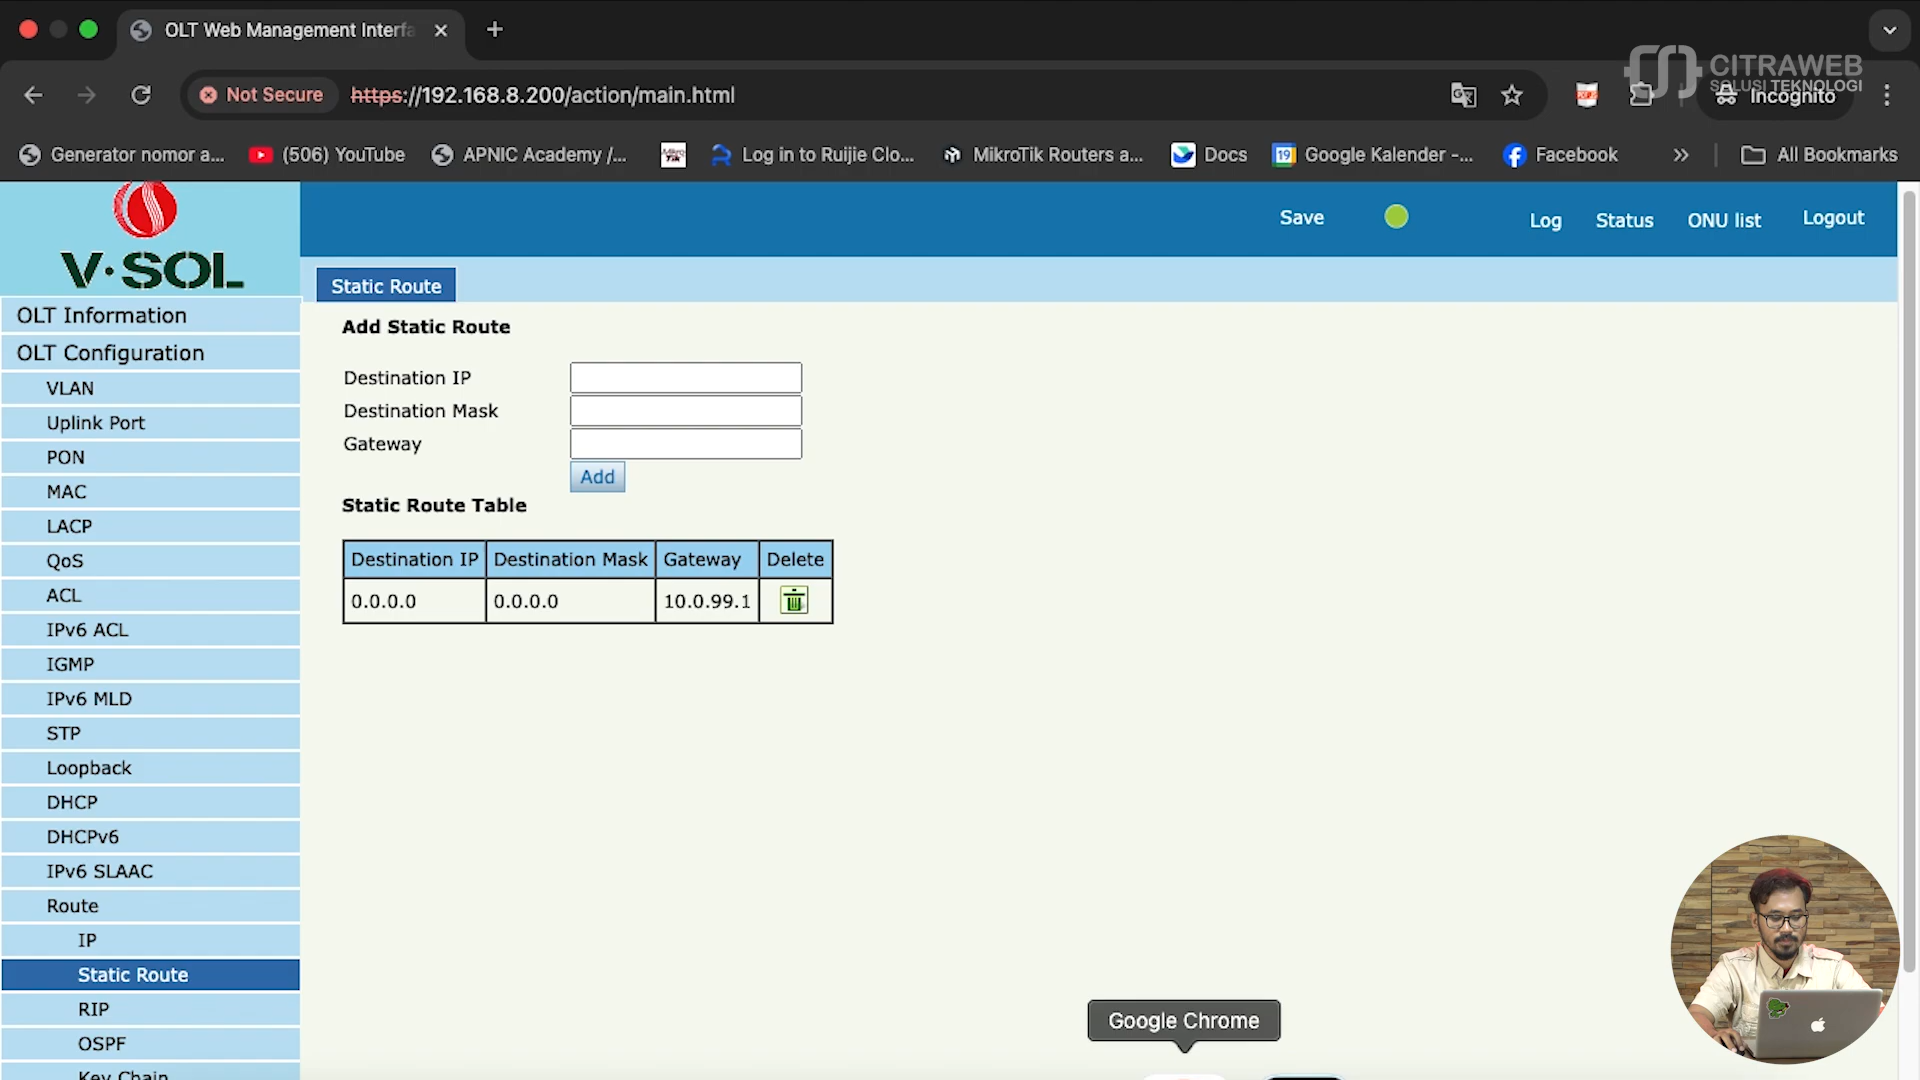 OLT Web Management Interfa
CITRAWEB
SOLUSI TEKNOLOGI
Not Secure
https://192.168.8.200/action/main.html
Incognito
Generator nomor a...
(506) YouTube
APNIC Academy /...
Log in to Ruijie Clo...
MikroTik Routers a...
Docs
19
Google Kalender -...
Facebook
All Bookmarks
V·SOL
Save
Log
Status
ONU list
Logout
OLT Information
OLT Configuration
VLAN
Uplink Port
PON
MAC
LACP
QoS
ACL
IPv6 ACL
IGMP
IPv6 MLD
STP
Loopback
DHCP
DHCPv6
IPv6 SLAAC
Route
IP
Static Route
RIP
OSPF
Key Chain
Static Route
Add Static Route
Destination IP
Destination Mask
Gateway
Add
Static Route Table
Destination IP Destination Mask Gateway Delete
0.0.0.0 0.0.0.0 10.0.99.1
Google Chrome